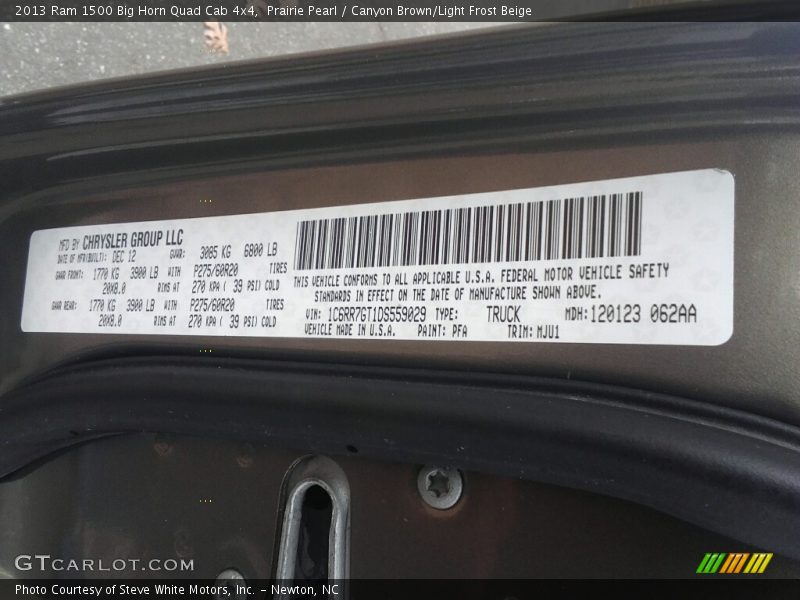 2013 Ram 1500 Big Horn Quad Cab 4x4, Prairie Pearl / Canyon Brown/Light Frost Beige
MFD BY CHRYSLER GROUP LLC
DATE OF MFR(BUILT): DEC 12 GVWR: 3085 KG 6800 LB
GAWR FRONT: 1770 KG 3900 LB WITH P275/60R20 TIRES
20X8.0 RIMS AT 270 KPA ( 39 PSI) COLD
GAWR REAR: 1770 KG 3900 LB WITH P275/60R20 TIRES
20X8.0 RIMS AT 270 KPA ( 39 PSI) COLD
THIS VEHICLE CONFORMS TO ALL APPLICABLE U.S.A. FEDERAL MOTOR VEHICLE SAFETY
STANDARDS IN EFFECT ON THE DATE OF MANUFACTURE SHOWN ABOVE.
VIN: 1C6RR7GT1DS559029 TYPE: TRUCK MDH: 120123 062AA
VEHICLE MADE IN U.S.A. PAINT: PFA TRIM: MJU1
GTCARLOT.COM
Photo Courtesy of Steve White Motors, Inc. - Newton, NC